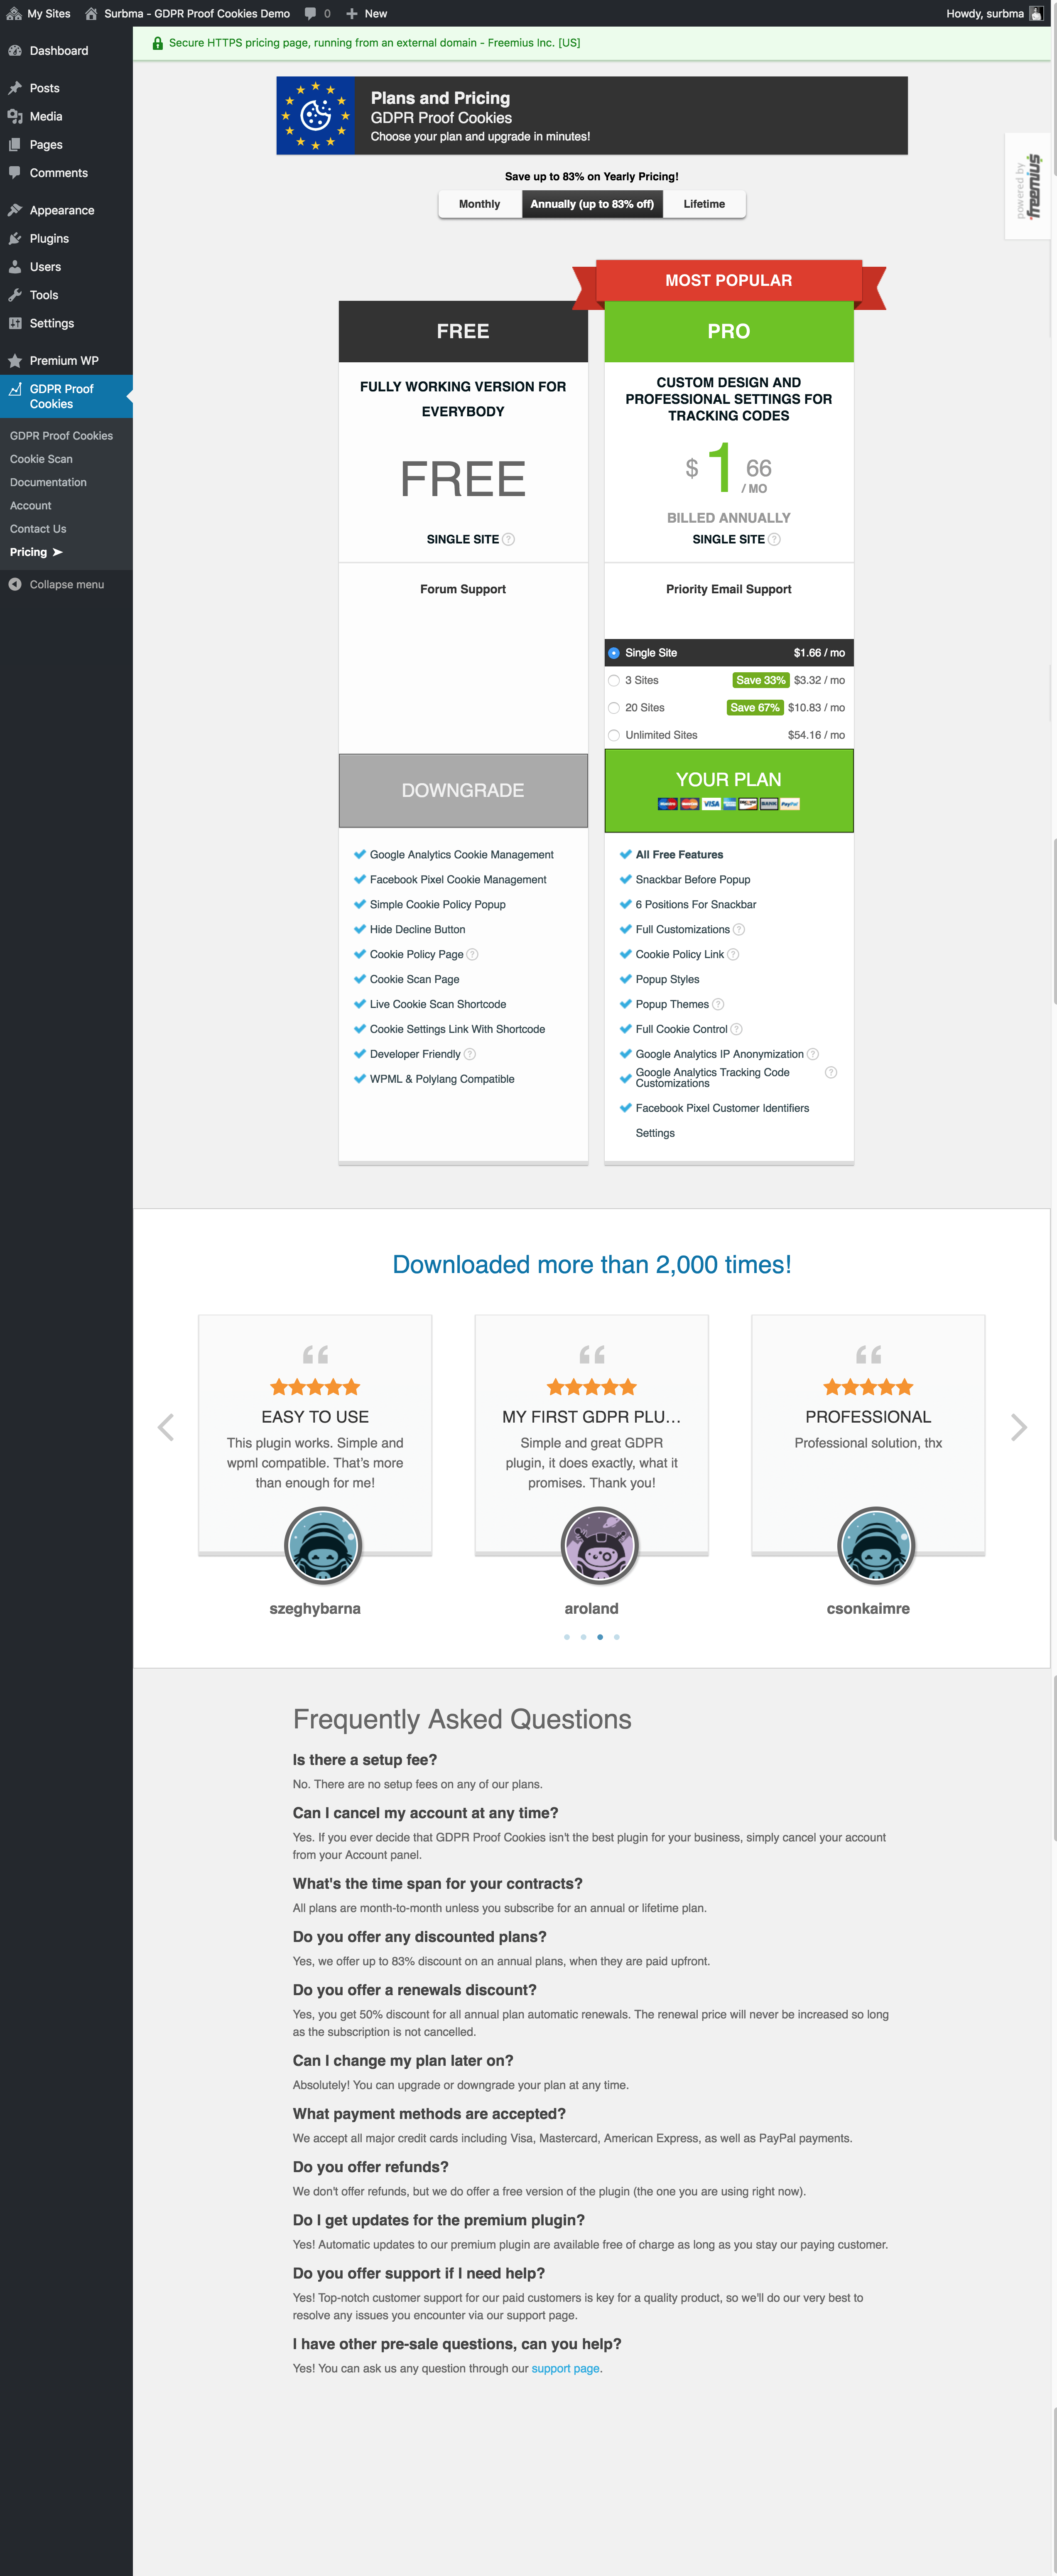 My Sites Surbma - GDPR Proof Cookies Demo 0 New Howdy, surbma
Dashboard
Posts
Media
Pages
Comments
Appearance
Plugins
Users
Tools
Settings
Premium WP
GDPR Proof
Cookies
GDPR Proof Cookies
Cookie Scan
Documentation
Account
Contact Us
Pricing ➤
Collapse menu
Secure HTTPS pricing page, running from an external domain - Freemius Inc. [US]
Plans and Pricing
GDPR Proof Cookies
Choose your plan and upgrade in minutes!
powered by
freemius
Save up to 83% on Yearly Pricing!
Monthly Annually (up to 83% off) Lifetime
FREE
FULLY WORKING VERSION FOR
EVERYBODY
FREE
SINGLE SITE ?
Forum Support
DOWNGRADE
Google Analytics Cookie Management
Facebook Pixel Cookie Management
Simple Cookie Policy Popup
Hide Decline Button
Cookie Policy Page ?
Cookie Scan Page
Live Cookie Scan Shortcode
Cookie Settings Link With Shortcode
Developer Friendly ?
WPML & Polylang Compatible
MOST POPULAR
PRO
CUSTOM DESIGN AND
PROFESSIONAL SETTINGS FOR
TRACKING CODES
$ 1 66
/ MO
BILLED ANNUALLY
SINGLE SITE ?
Priority Email Support
Single Site $1.66 / mo
3 Sites Save 33% $3.32 / mo
20 Sites Save 67% $10.83 / mo
Unlimited Sites $54.16 / mo
YOUR PLAN
VISA PayPal
All Free Features
Snackbar Before Popup
6 Positions For Snackbar
Full Customizations ?
Cookie Policy Link ?
Popup Styles
Popup Themes ?
Full Cookie Control ?
Google Analytics IP Anonymization ?
Google Analytics Tracking Code ?
Customizations
Facebook Pixel Customer Identifiers
Settings
Downloaded more than 2,000 times!
EASY TO USE
This plugin works. Simple and
wpml compatible. That's more
than enough for me!
szeghybarna
MY FIRST GDPR PLU...
Simple and great GDPR
plugin, it does exactly, what it
promises. Thank you!
aroland
PROFESSIONAL
Professional solution, thx
csonkaimre
Frequently Asked Questions
Is there a setup fee?
No. There are no setup fees on any of our plans.
Can I cancel my account at any time?
Yes. If you ever decide that GDPR Proof Cookies isn't the best plugin for your business, simply cancel your account
from your Account panel.
What's the time span for your contracts?
All plans are month-to-month unless you subscribe for an annual or lifetime plan.
Do you offer any discounted plans?
Yes, we offer up to 83% discount on an annual plans, when they are paid upfront.
Do you offer a renewals discount?
Yes, you get 50% discount for all annual plan automatic renewals. The renewal price will never be increased so long
as the subscription is not cancelled.
Can I change my plan later on?
Absolutely! You can upgrade or downgrade your plan at any time.
What payment methods are accepted?
We accept all major credit cards including Visa, Mastercard, American Express, as well as PayPal payments.
Do you offer refunds?
We don't offer refunds, but we do offer a free version of the plugin (the one you are using right now).
Do I get updates for the premium plugin?
Yes! Automatic updates to our premium plugin are available free of charge as long as you stay our paying customer.
Do you offer support if I need help?
Yes! Top-notch customer support for our paid customers is key for a quality product, so we'll do our very best to
resolve any issues you encounter via our support page.
I have other pre-sale questions, can you help?
Yes! You can ask us any question through our support page.